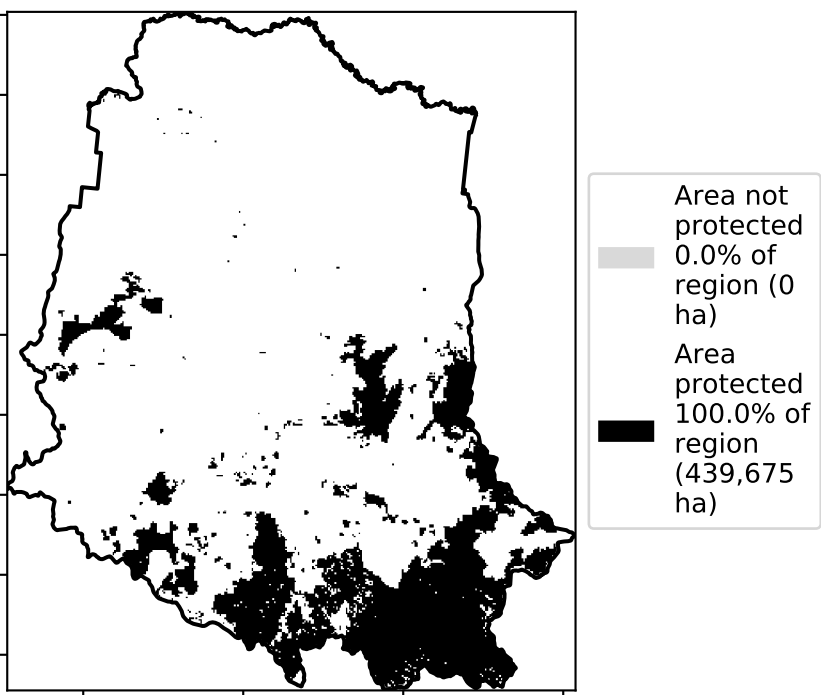 Area not
protected
0.0% of
region (0
ha)
Area
protected
100.0% of
region
(439,675
ha)